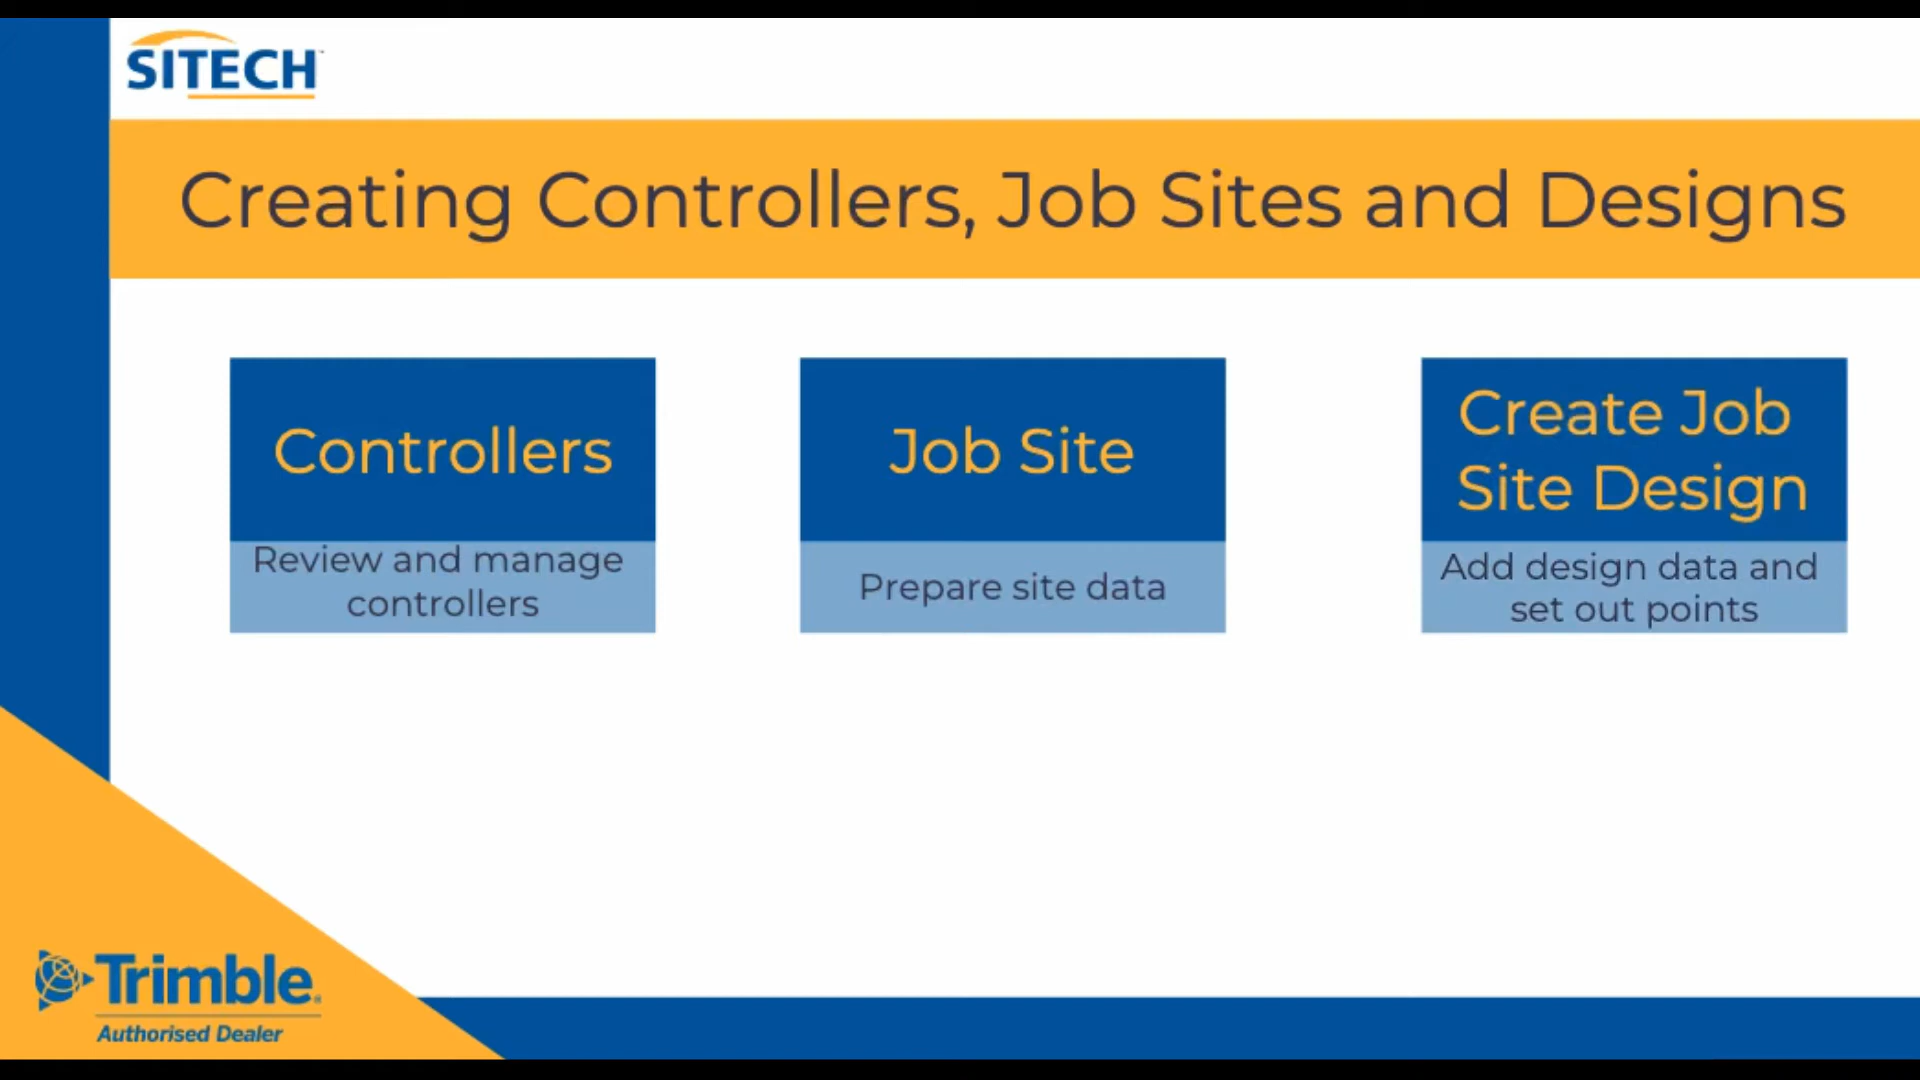 SITECH
Creating Controllers, Job Sites and Designs
Controllers
Review and manage
controllers
Job Site
Prepare site data
Create Job
Site Design
Add design data and
set out points
Trimble
Authorised Dealer